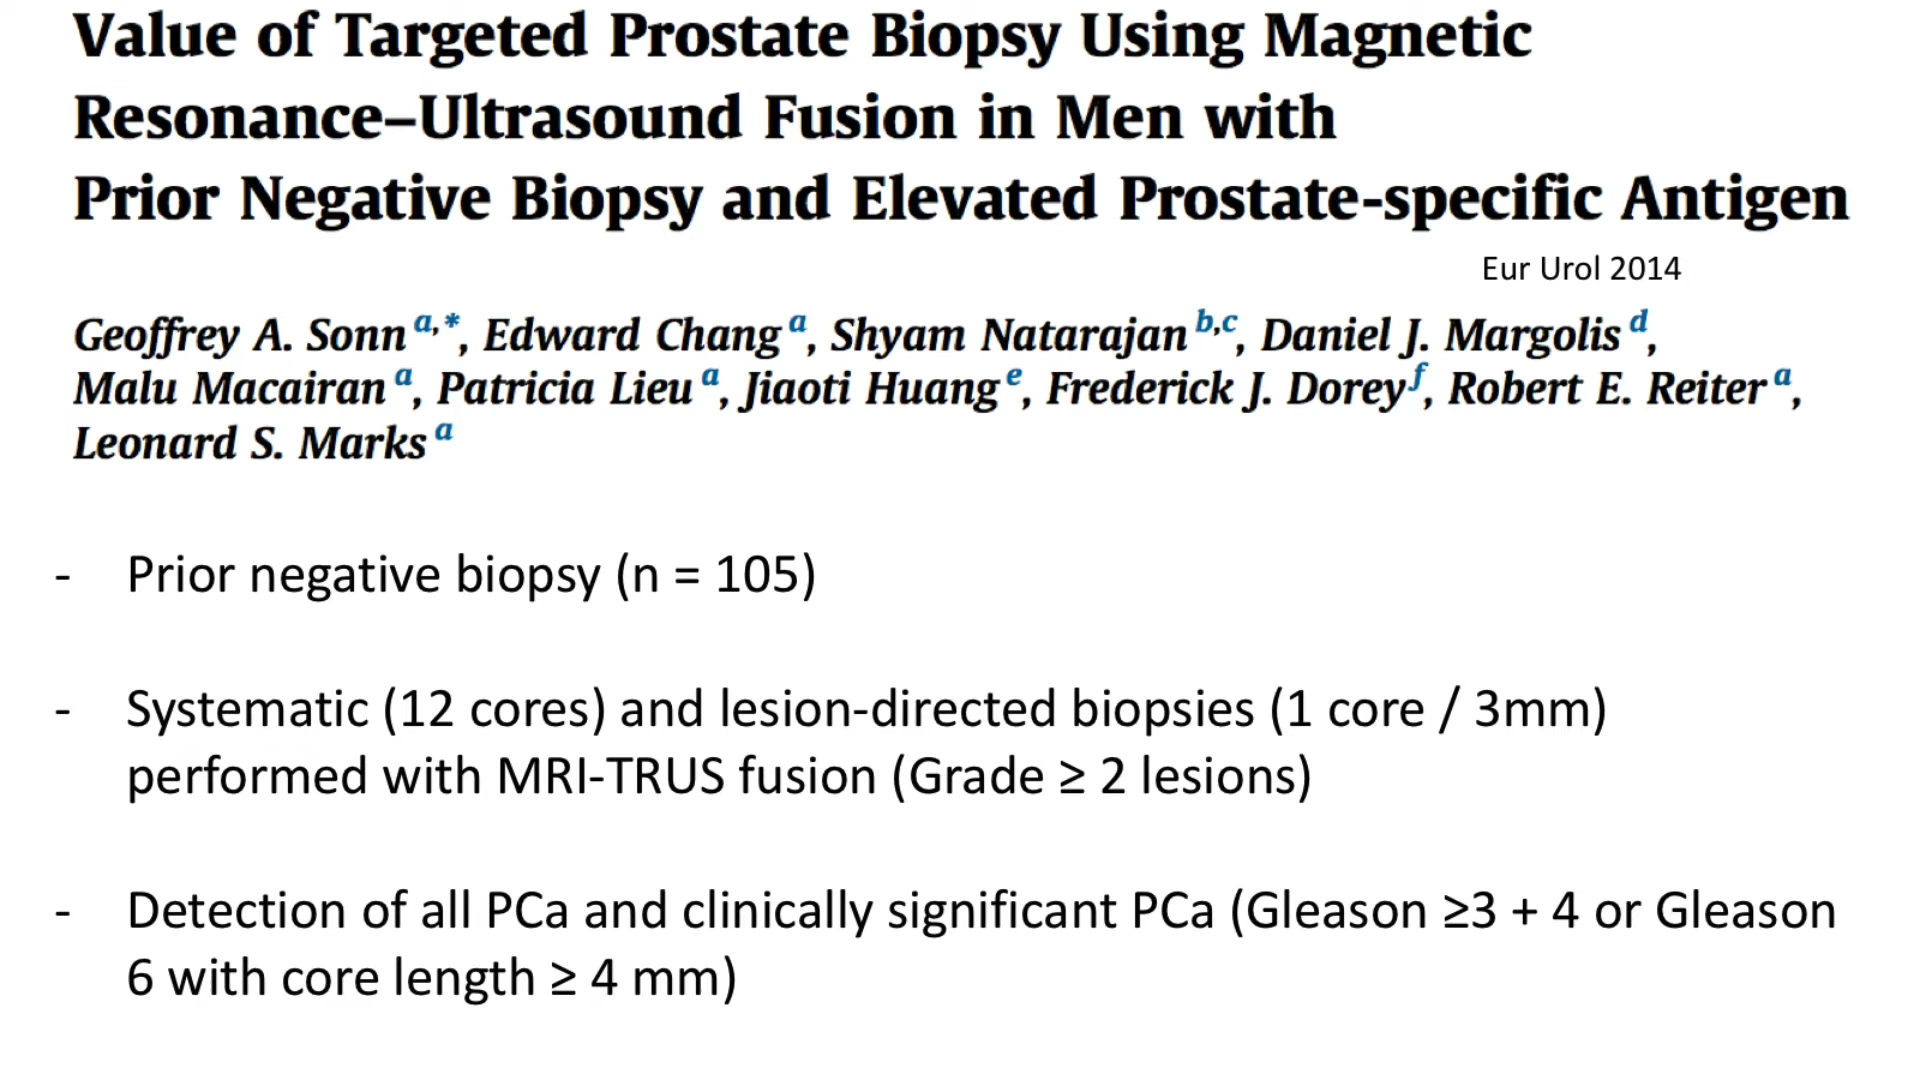 Value of Targeted Prostate Biopsy Using Magnetic
Resonance–Ultrasound Fusion in Men with
Prior Negative Biopsy and Elevated Prostate-specific Antigen
Eur Urol 2014
Geoffrey A. Sonn a,*, Edward Chang a, Shyam Natarajan b,c, Daniel J. Margolis d,
Malu Macairan a, Patricia Lieu a, Jiaoti Huang e, Frederick J. Dorey f, Robert E. Reiter a,
Leonard S. Marks a
- Prior negative biopsy (n = 105)
- Systematic (12 cores) and lesion-directed biopsies (1 core / 3mm)
performed with MRI-TRUS fusion (Grade ≥ 2 lesions)
- Detection of all PCa and clinically significant PCa (Gleason ≥3 + 4 or Gleason
6 with core length ≥ 4 mm)